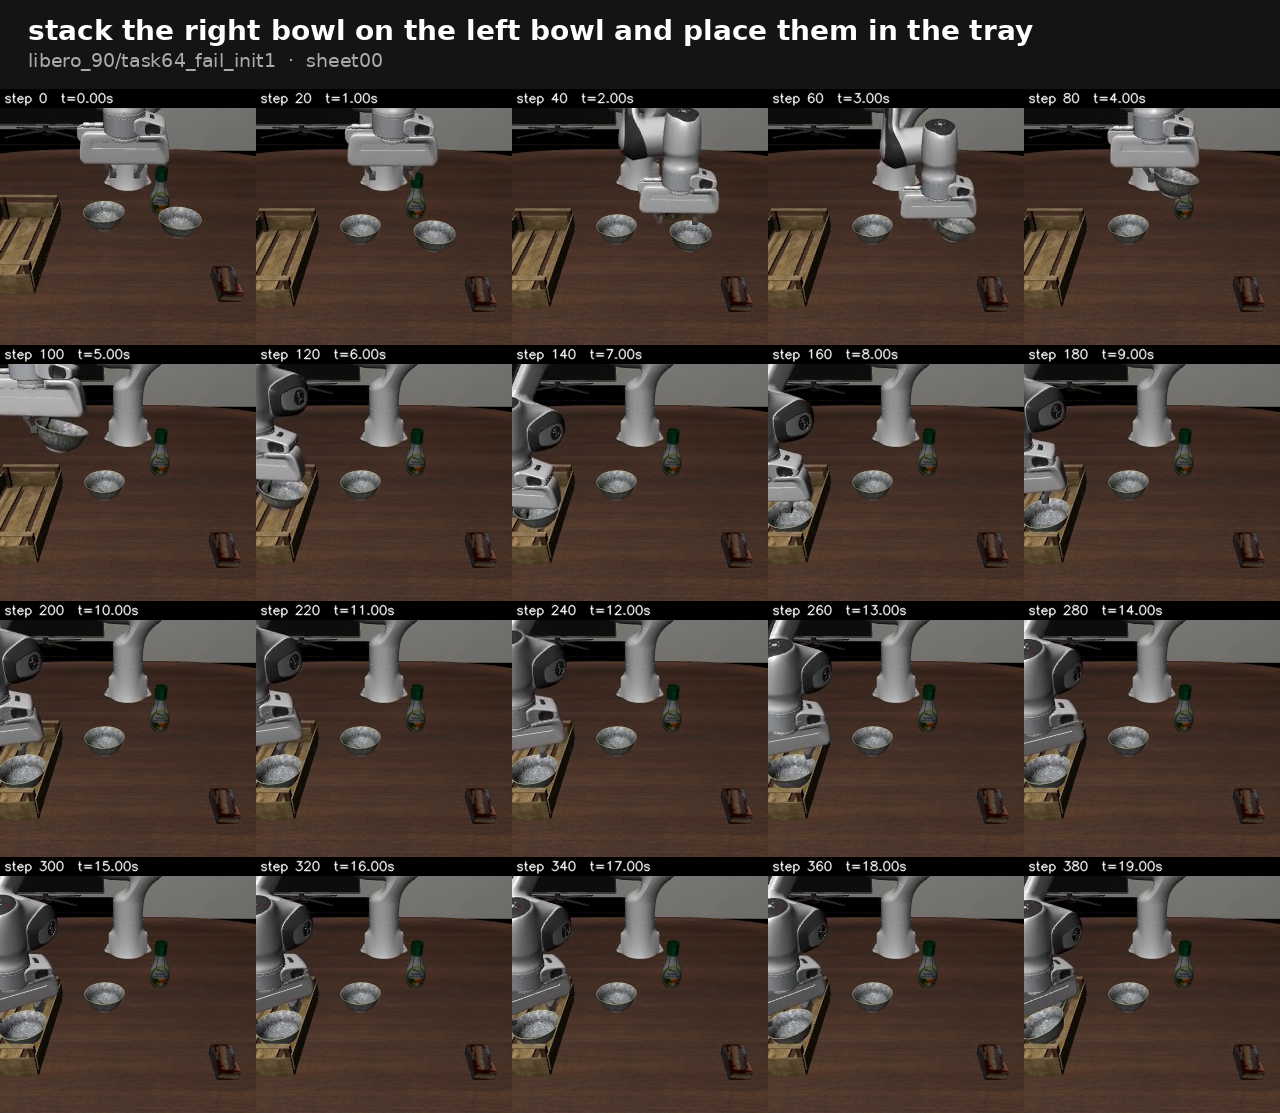 stack the right bowl on the left bowl and place them in the tray
libero_90/task64_fail_init1 · sheet00
step 0 t=0.00s
step 20 t=1.00s
step 40 t=2.00s
step 60 t=3.00s
step 80 t=4.00s
step 100 t=5.00s
step 120 t=6.00s
step 140 t=7.00s
step 160 t=8.00s
step 180 t=9.00s
step 200 t=10.00s
step 220 t=11.00s
step 240 t=12.00s
step 260 t=13.00s
step 280 t=14.00s
step 300 t=15.00s
step 320 t=16.00s
step 340 t=17.00s
step 360 t=18.00s
step 380 t=19.00s